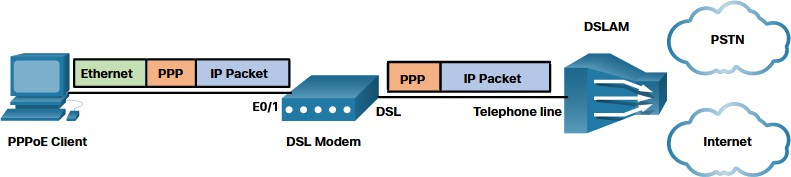 DSLAM
PSTN
Ethernet PPP IP Packet
PPP IP Packet
E0/1
DSL
Telephone line
PPPoE Client
DSL Modem
Internet